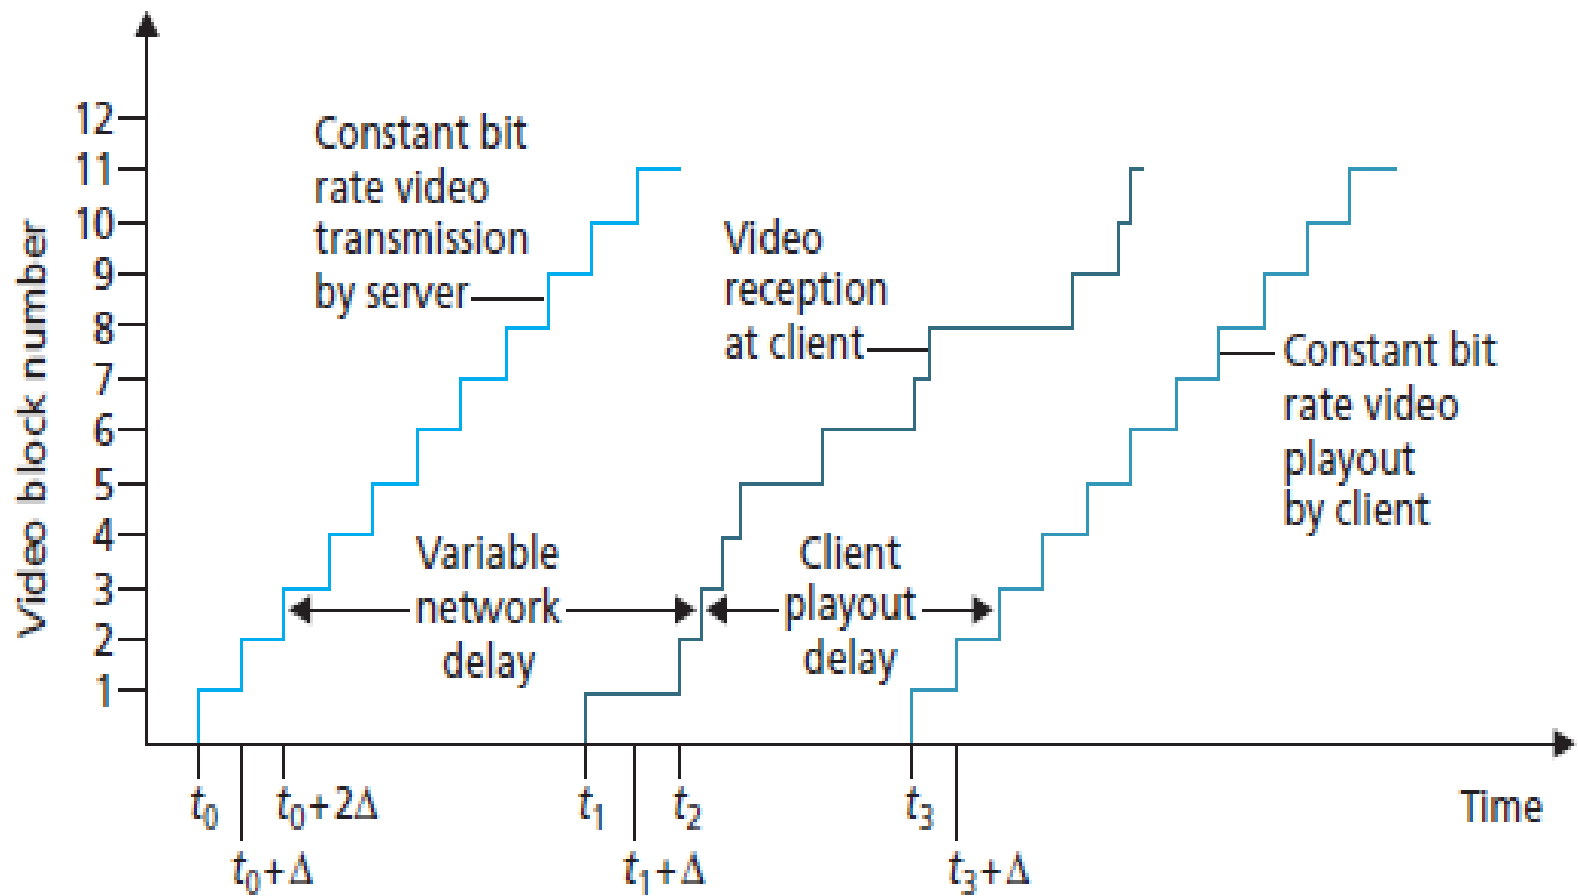 12
11
10
9
8
7
6
5
4
3
2
1
Video block number
Constant bit
rate video
transmission
by server
Video
reception
at client
Constant bit
rate video
playout
by client
Variable
network
delay
Client
playout
delay
t₀
t₀+2Δ
t₁
t₂
t₃
Time
t₀+Δ
t₁+Δ
t₃+Δ